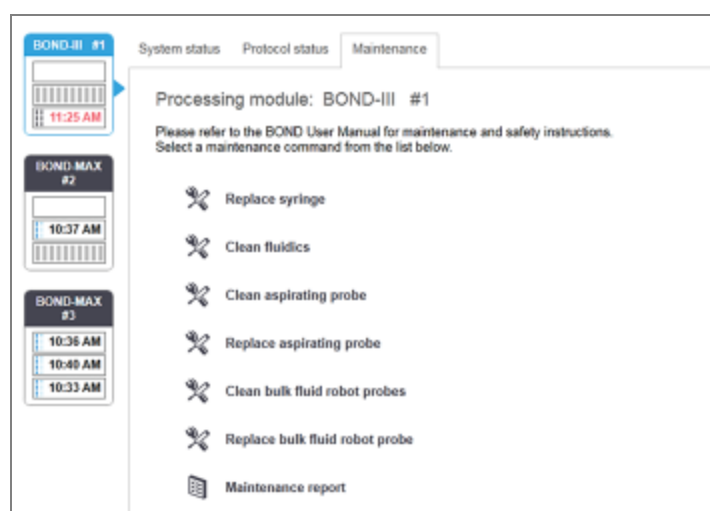 BOND-III #1
11:25 AM
BOND-MAX
#2
10:37 AM
BOND-MAX
#3
10:36 AM
10:40 AM
10:33 AM
System status Protocol status Maintenance
Processing module: BOND-III #1
Please refer to the BOND User Manual for maintenance and safety instructions.
Select a maintenance command from the list below.
Replace syringe
Clean fluidics
Clean aspirating probe
Replace aspirating probe
Clean bulk fluid robot probes
Replace bulk fluid robot probe
Maintenance report